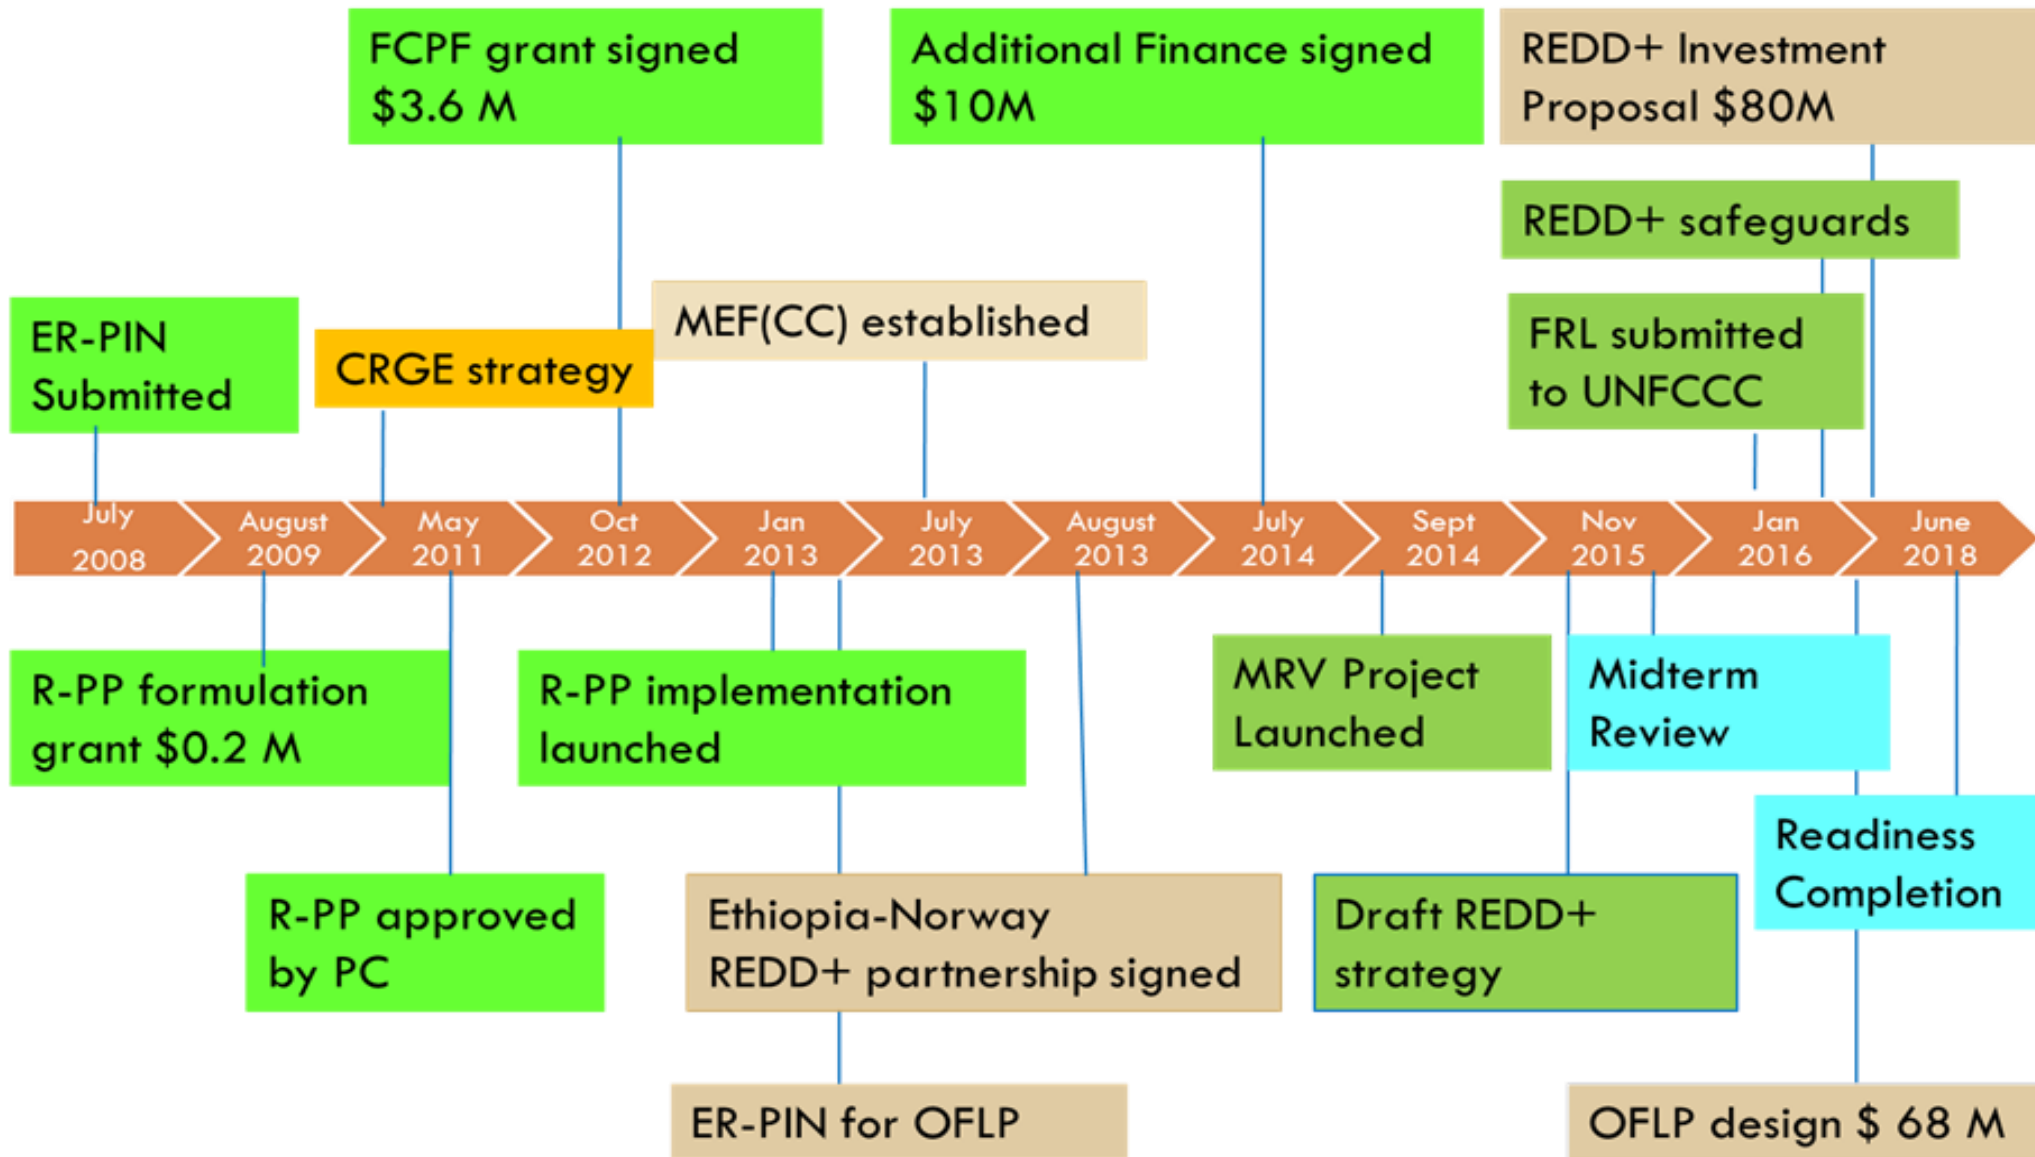 FCPF grant signed
$3.6 M
Additional Finance signed
$10M
REDD+ Investment
Proposal $80M
REDD+ safeguards
ER-PIN
Submitted
CRGE strategy
MEF(CC) established
FRL submitted
to UNFCCC
July
2008
August
2009
May
2011
Oct
2012
Jan
2013
July
2013
August
2013
July
2014
Sept
2014
Nov
2015
Jan
2016
June
2018
R-PP formulation
grant $0.2 M
R-PP implementation
launched
MRV Project
Launched
Midterm
Review
Readiness
Completion
R-PP approved
by PC
Ethiopia-Norway
REDD+ partnership signed
Draft REDD+
strategy
ER-PIN for OFLP
OFLP design $ 68 M